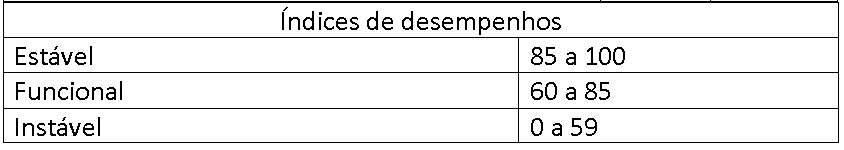 Índices de desempenhos
Estável 85 a 100
Funcional 60 a 85
Instável 0 a 59